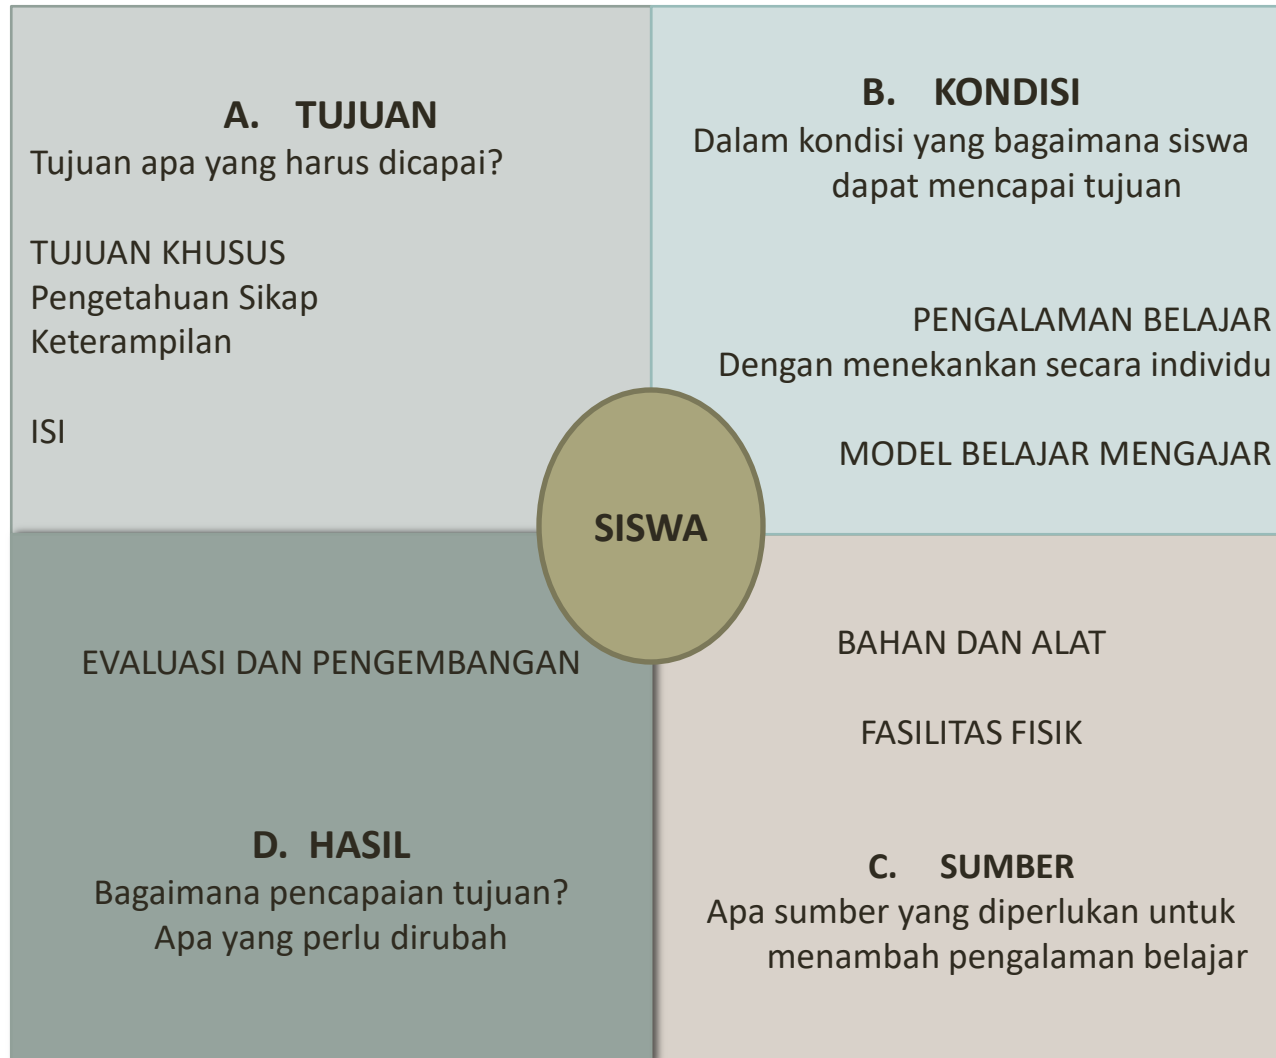 A. TUJUAN
Tujuan apa yang harus dicapai?
TUJUAN KHUSUS
Pengetahuan Sikap
Keterampilan
ISI
B. KONDISI
Dalam kondisi yang bagaimana siswa
dapat mencapai tujuan
PENGALAMAN BELAJAR
Dengan menekankan secara individu
MODEL BELAJAR MENGAJAR
SISWA
EVALUASI DAN PENGEMBANGAN
D. HASIL
Bagaimana pencapaian tujuan?
Apa yang perlu dirubah
BAHAN DAN ALAT
FASILITAS FISIK
C. SUMBER
Apa sumber yang diperlukan untuk
menambah pengalaman belajar